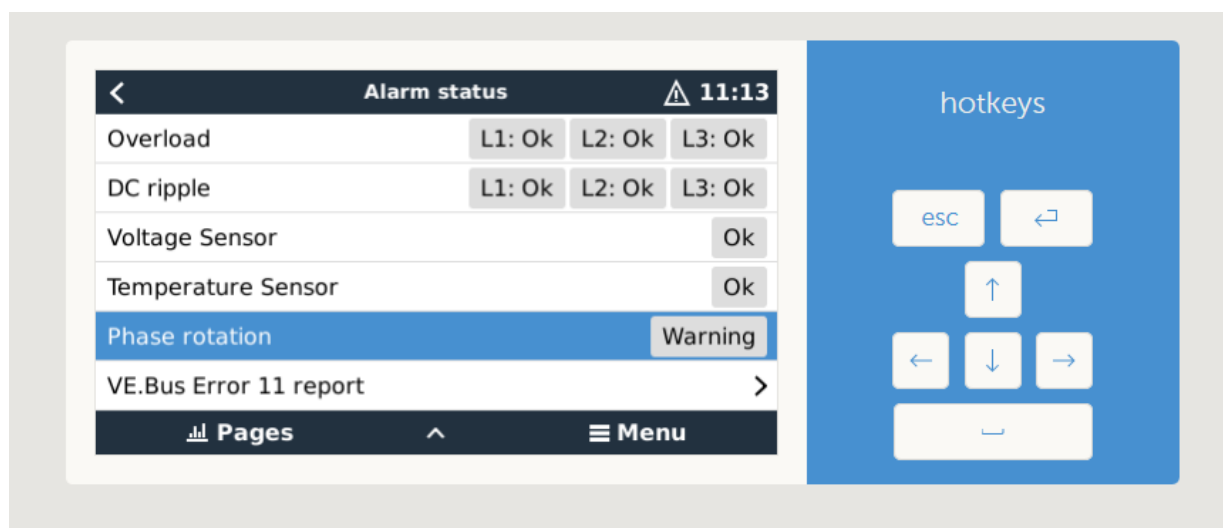 Alarm status 11:13
Overload L1: Ok L2: Ok L3: Ok
DC ripple L1: Ok L2: Ok L3: Ok
Voltage Sensor Ok
Temperature Sensor Ok
Phase rotation Warning
VE.Bus Error 11 report
Pages Menu
hotkeys
esc